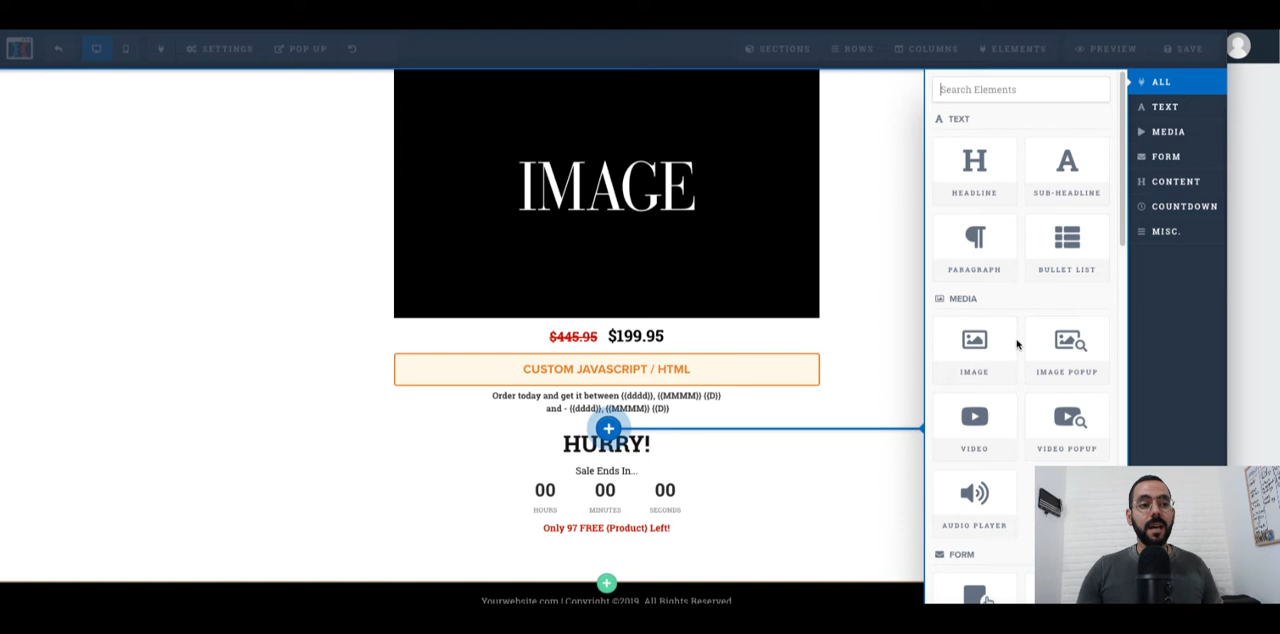 SETTINGS
POP UP
SECTIONS
ROWS
COLUMNS
ELEMENTS
PREVIEW
SAVE
IMAGE
$445.95 $199.95
CUSTOM JAVASCRIPT / HTML
Order today and get it between {(dddd}, {(MMMM)} {(D)}
and - {(dddd}, {(MMMM)} {(D)}
HURRY!
Sale Ends In...
00 00 00
HOURS MINUTES SECONDS
Only 97 FREE {Product} Left!
Yourwebsite.com | Copyright ©2019. All Rights Reserved
Search Elements
TEXT
HEADLINE SUB-HEADLINE
PARAGRAPH BULLET LIST
MEDIA
IMAGE IMAGE POPUP
VIDEO VIDEO POPUP
AUDIO PLAYER
FORM
ALL
TEXT
MEDIA
FORM
CONTENT
COUNTDOWN
MISC.